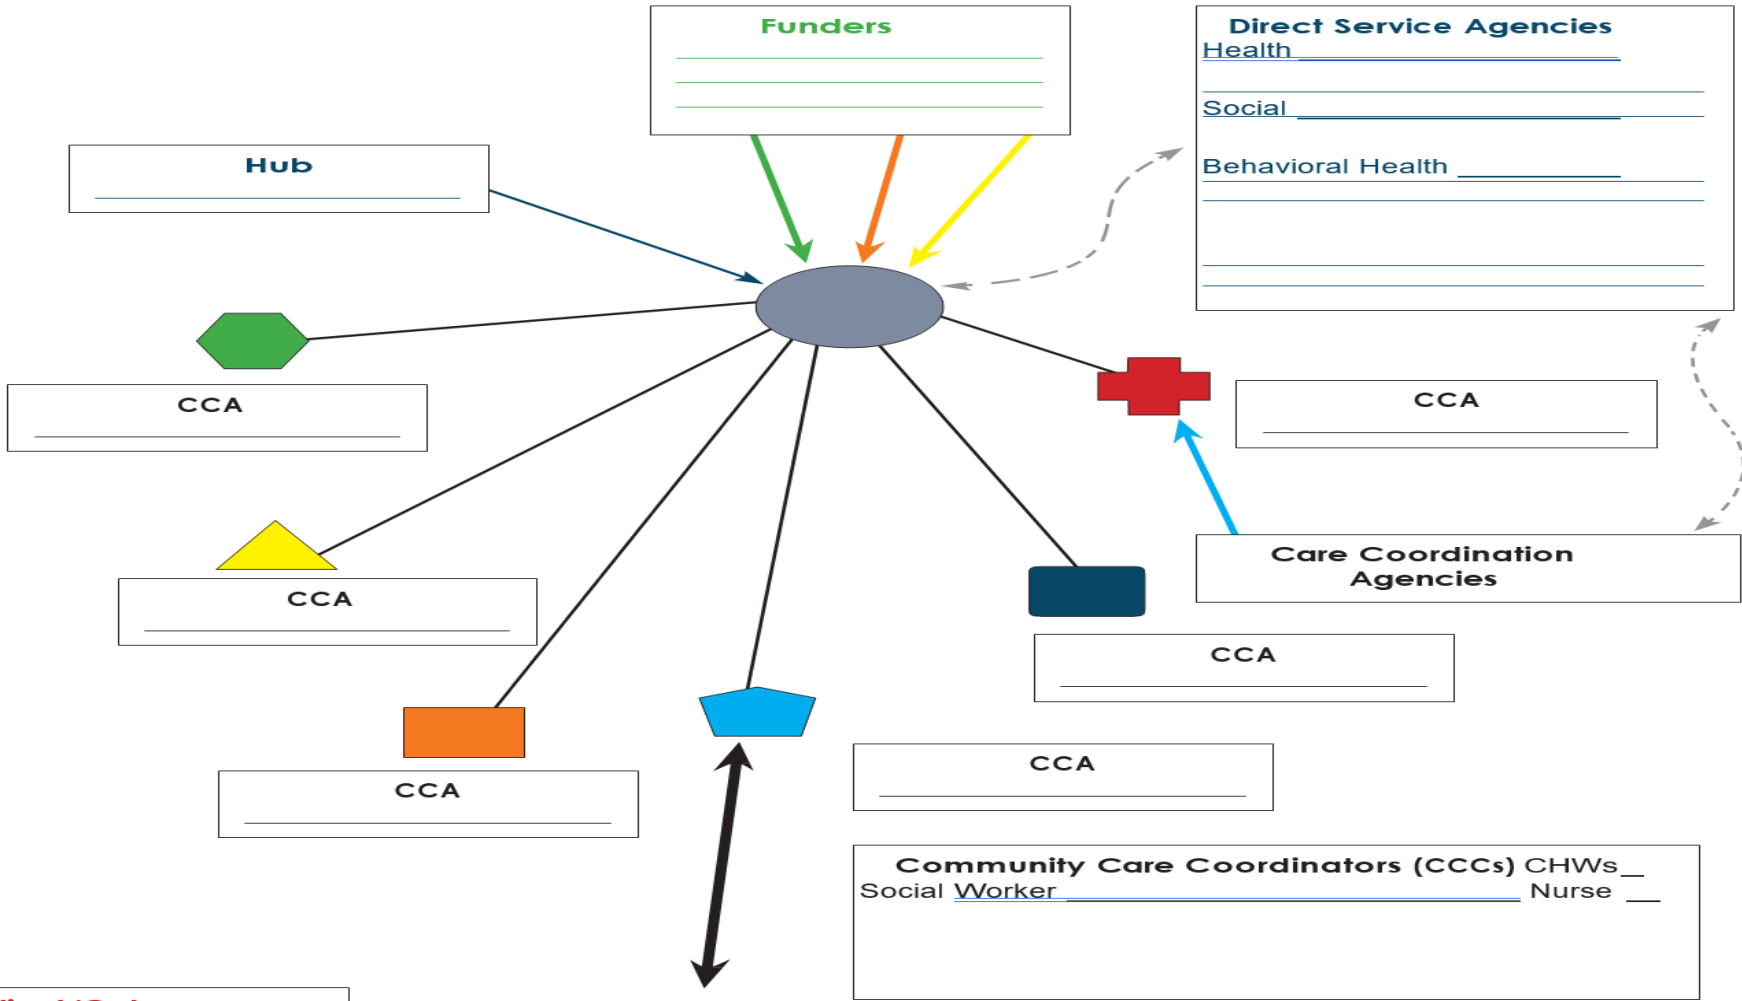 Funders
Direct Service Agencies
Health
Social
Behavioral Health
Hub
CCA
CCA
CCA
Care Coordination
Agencies
CCA
CCA
CCA
Community Care Coordinators (CCCs) CHWs
Social Worker Nurse